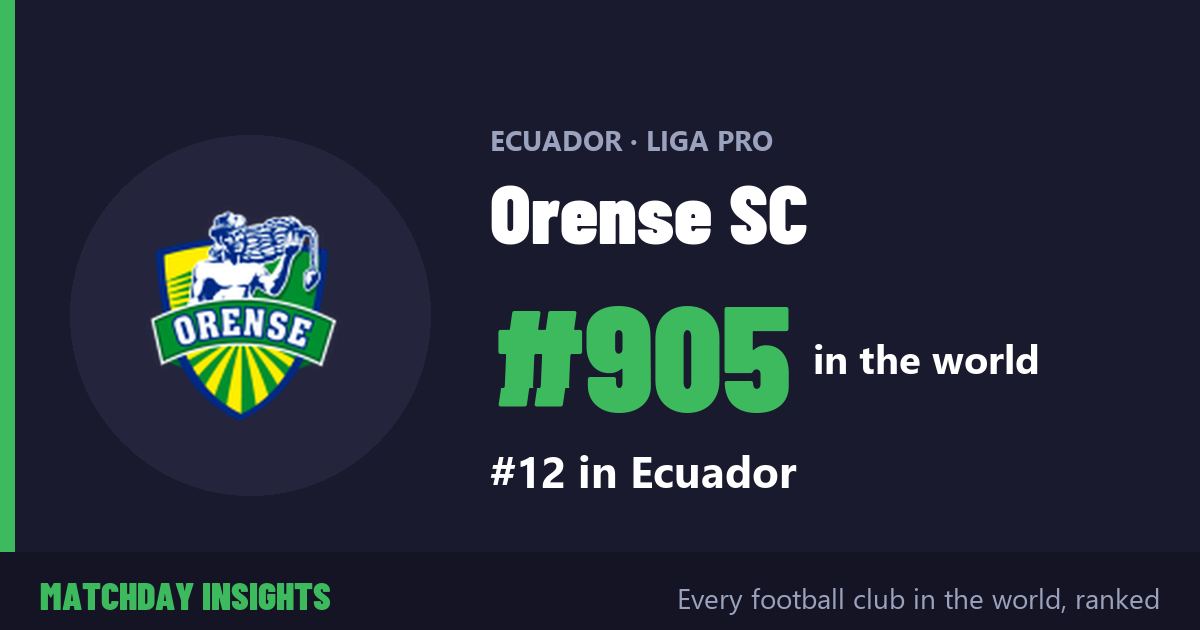 ECUADOR · LIGA PRO
Orense SC
ORENSE
#905 in the world
#12 in Ecuador
MATCHDAY INSIGHTS
Every football club in the world, ranked